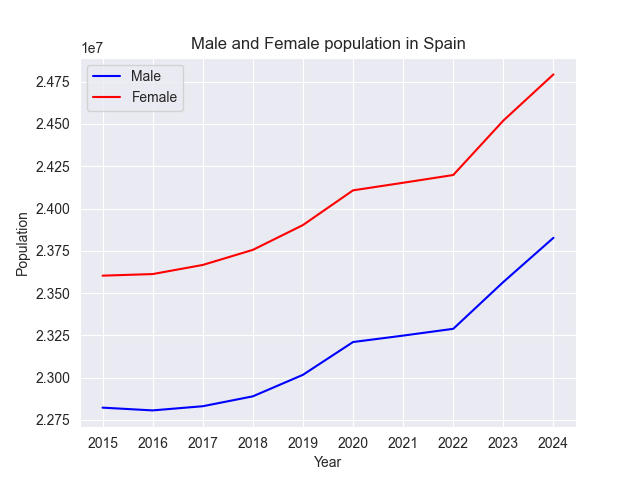 Male and Female population in Spain
1e7
Male
Female
2.475
2.450
2.425
2.400
2.375
2.350
2.325
2.300
2.275
Population
2015 2016 2017 2018 2019 2020 2021 2022 2023 2024
Year